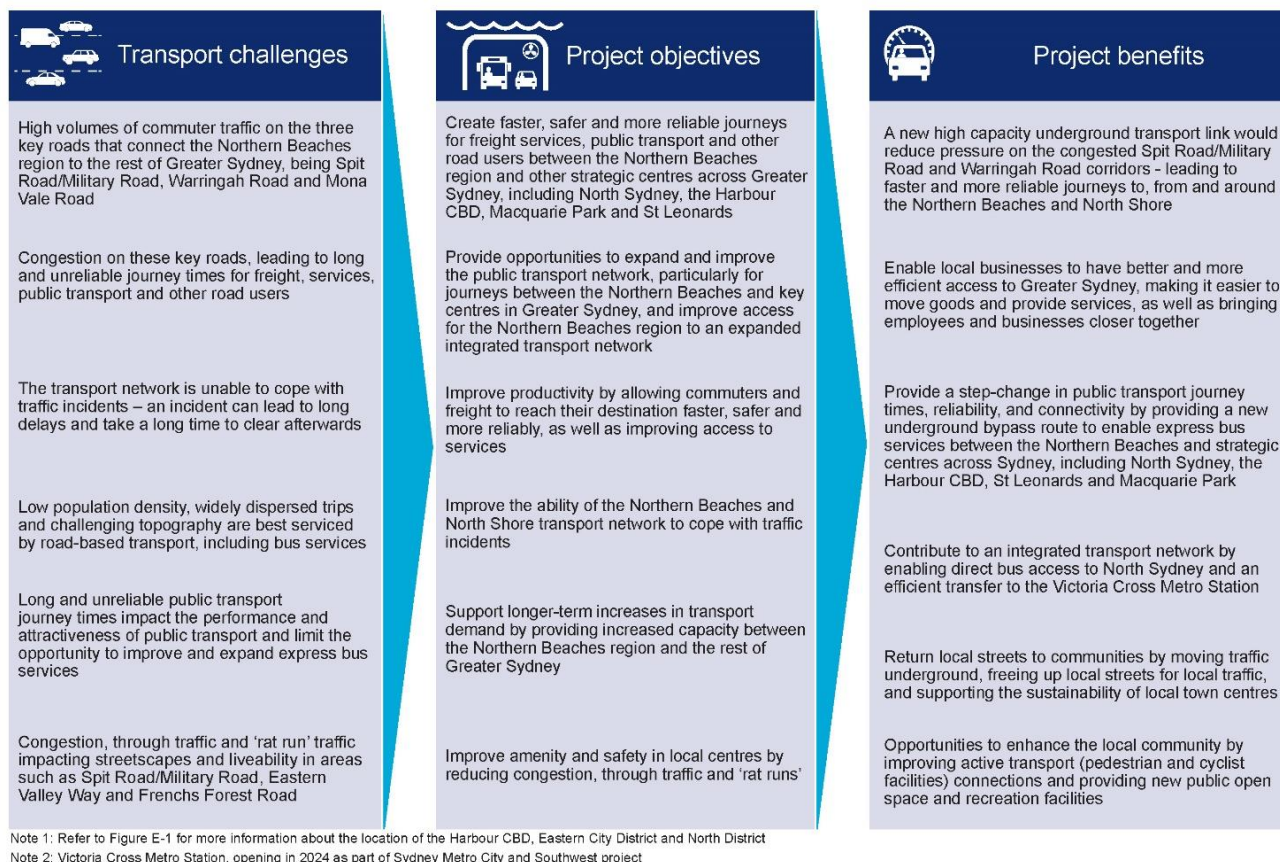 Transport challenges
High volumes of commuter traffic on the three
key roads that connect the Northern Beaches
region to the rest of Greater Sydney, being Spit
Road/Military Road, Warringah Road and Mona
Vale Road
Congestion on these key roads, leading to long
and unreliable journey times for freight, services,
public transport and other road users
The transport network is unable to cope with
traffic incidents – an incident can lead to long
delays and take a long time to clear afterwards
Low population density, widely dispersed trips
and challenging topography are best serviced
by road-based transport, including bus services
Long and unreliable public transport
journey times impact the performance and
attractiveness of public transport and limit the
opportunity to improve and expand express bus
services
Congestion, through traffic and ‘rat run’ traffic
impacting streetscapes and liveability in areas
such as Spit Road/Military Road, Eastern
Valley Way and Frenchs Forest Road
Project objectives
Create faster, safer and more reliable journeys
for freight services, public transport and other
road users between the Northern Beaches
region and other strategic centres across Greater
Sydney, including North Sydney, the Harbour
CBD, Macquarie Park and St Leonards
Provide opportunities to expand and improve
the public transport network, particularly for
journeys between the Northern Beaches and key
centres in Greater Sydney, and improve access
for the Northern Beaches region to an expanded
integrated transport network
Improve productivity by allowing commuters and
freight to reach their destination faster, safer and
more reliably, as well as improving access to
services
Improve the ability of the Northern Beaches and
North Shore transport network to cope with traffic
incidents
Support longer-term increases in transport
demand by providing increased capacity between
the Northern Beaches region and the rest of
Greater Sydney
Improve amenity and safety in local centres by
reducing congestion, through traffic and ‘rat runs’
Project benefits
A new high capacity underground transport link would
reduce pressure on the congested Spit Road/Military
Road and Warringah Road corridors - leading to
faster and more reliable journeys to, from and around
the Northern Beaches and North Shore
Enable local businesses to have better and more
efficient access to Greater Sydney, making it easier to
move goods and provide services, as well as bringing
employees and businesses closer together
Provide a step-change in public transport journey
times, reliability, and connectivity by providing a new
underground bypass route to enable express bus
services between the Northern Beaches and strategic
centres across Sydney, including North Sydney, the
Harbour CBD, St Leonards and Macquarie Park
Contribute to an integrated transport network by
enabling direct bus access to North Sydney and an
efficient transfer to the Victoria Cross Metro Station
Return local streets to communities by moving traffic
underground, freeing up local streets for local traffic,
and supporting the sustainability of local town centres
Opportunities to enhance the local community by
improving active transport (pedestrian and cyclist
facilities) connections and providing new public open
space and recreation facilities
Note 1: Refer to Figure E-1 for more information about the location of the Harbour CBD, Eastern City District and North District
Note 2: Victoria Cross Metro Station, opening in 2024 as part of Sydney Metro City and Southwest project